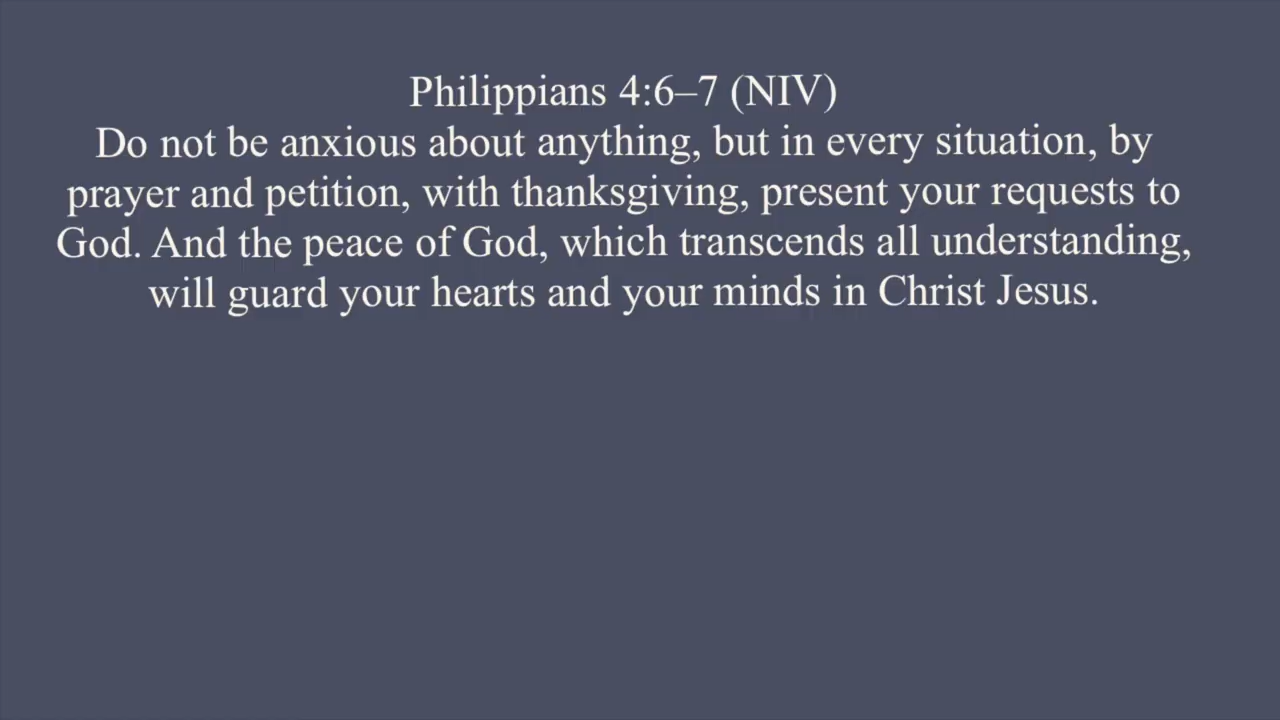 Philippians 4:6–7 (NIV)
Do not be anxious about anything, but in every situation, by
prayer and petition, with thanksgiving, present your requests to
God. And the peace of God, which transcends all understanding,
will guard your hearts and your minds in Christ Jesus.